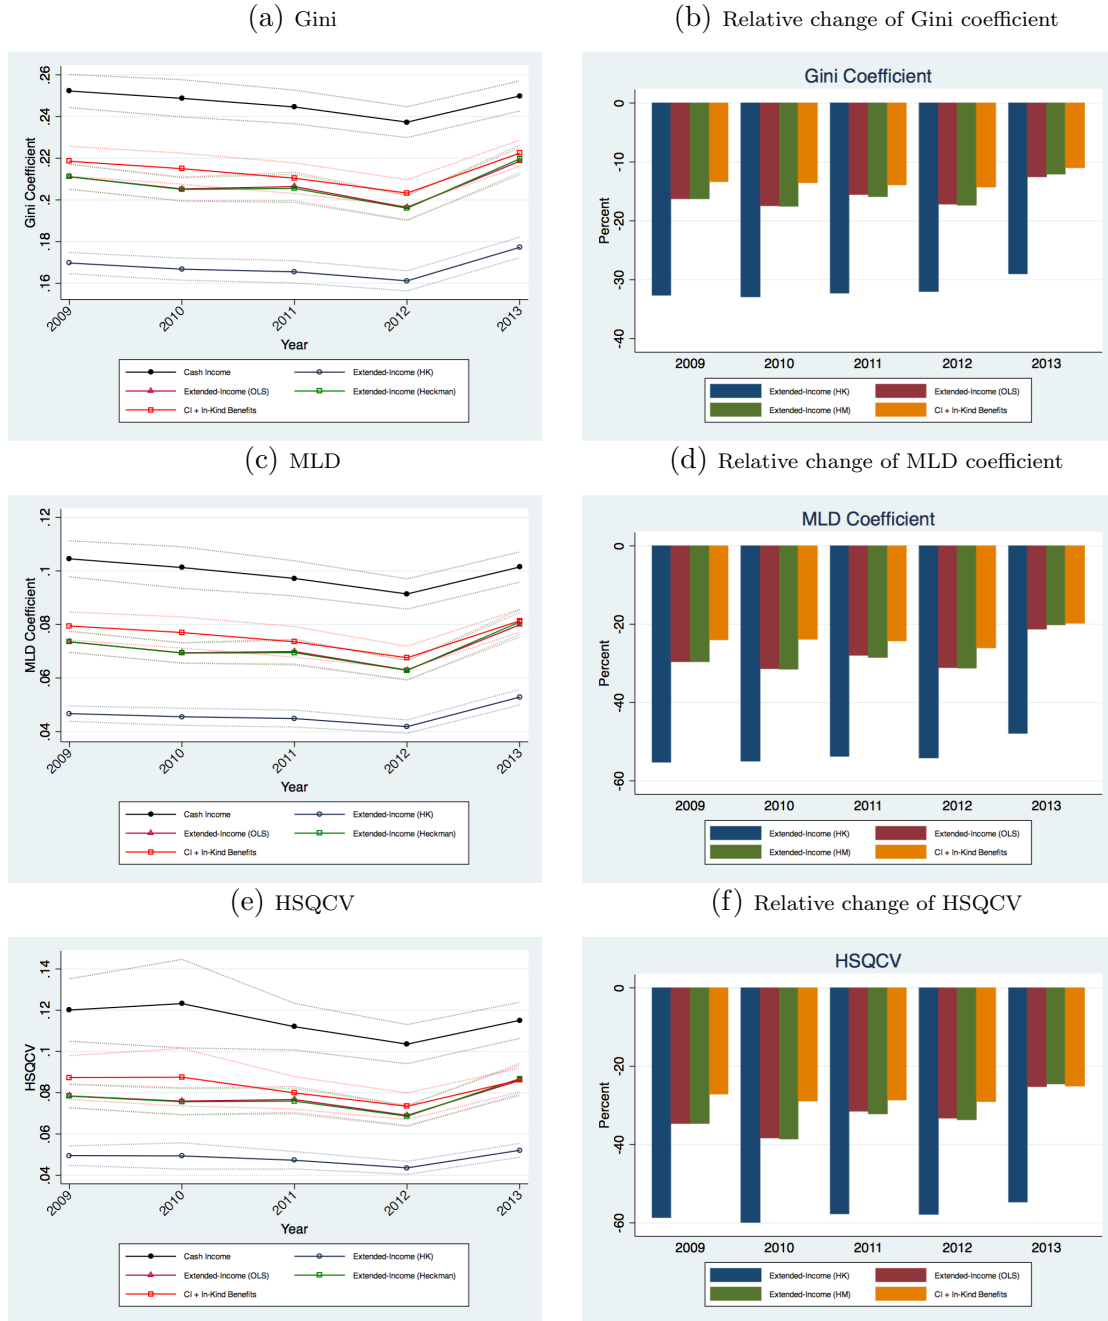 (a) Gini
(b) Relative change of Gini coefficient
.26
.24
.22
.2
.18
.16
Gini Coefficient
2009
2010
2011
2012
2013
Year
Cash Income
Extended-Income (HK)
Extended-Income (OLS)
Extended-Income (Heckman)
CI + In-Kind Benefits
Gini Coefficient
0
-10
-20
-30
-40
Percent
2009 2010 2011 2012 2013
Extended-Income (HK)
Extended-Income (OLS)
Extended-Income (HM)
CI + In-Kind Benefits
(c) MLD
(d) Relative change of MLD coefficient
.12
.1
.08
.06
.04
MLD Coefficient
2009
2010
2011
2012
2013
Year
Cash Income
Extended-Income (HK)
Extended-Income (OLS)
Extended-Income (Heckman)
CI + In-Kind Benefits
MLD Coefficient
0
-20
-40
-60
Percent
2009 2010 2011 2012 2013
Extended-Income (HK)
Extended-Income (OLS)
Extended-Income (HM)
CI + In-Kind Benefits
(e) HSQCV
(f) Relative change of HSQCV
.14
.12
.1
.08
.06
.04
HSQCV
2009
2010
2011
2012
2013
Year
Cash Income
Extended-Income (HK)
Extended-Income (OLS)
Extended-Income (Heckman)
CI + In-Kind Benefits
HSQCV
0
-20
-40
-60
Percent
2009 2010 2011 2012 2013
Extended-Income (HK)
Extended-Income (OLS)
Extended-Income (HM)
CI + In-Kind Benefits